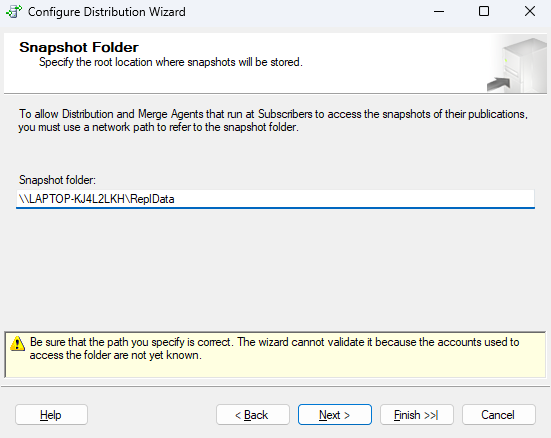 Configure Distribution Wizard
Snapshot Folder
Specify the root location where snapshots will be stored.
To allow Distribution and Merge Agents that run at Subscribers to access the snapshots of their publications,
you must use a network path to refer to the snapshot folder.
Snapshot folder:
\\LAPTOP-KJ4L2LKH\ReplData
Be sure that the path you specify is correct. The wizard cannot validate it because the accounts used to
access the folder are not yet known.
Help
< Back
Next >
Finish >>|
Cancel